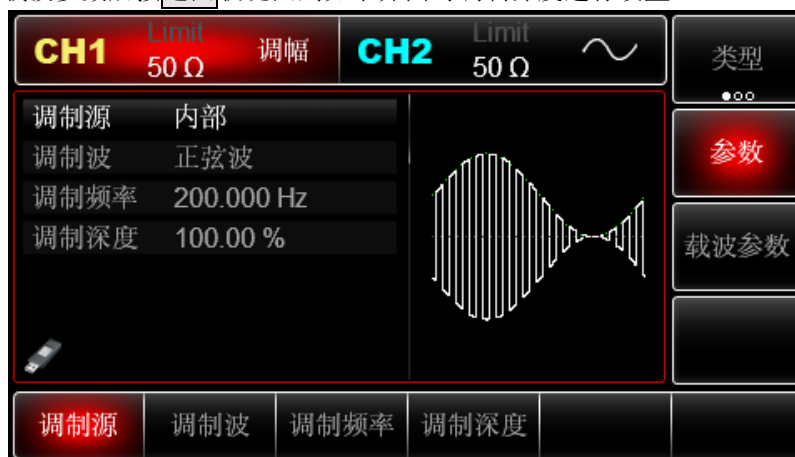 CH1 Limit 50 Ω 调幅 CH2 Limit 50 Ω 类型
调制源 内部
调制波 正弦波
调制频率 200.000 Hz
调制深度 100.00 %
参数
载波参数
调制源 调制波 调制频率 调制深度